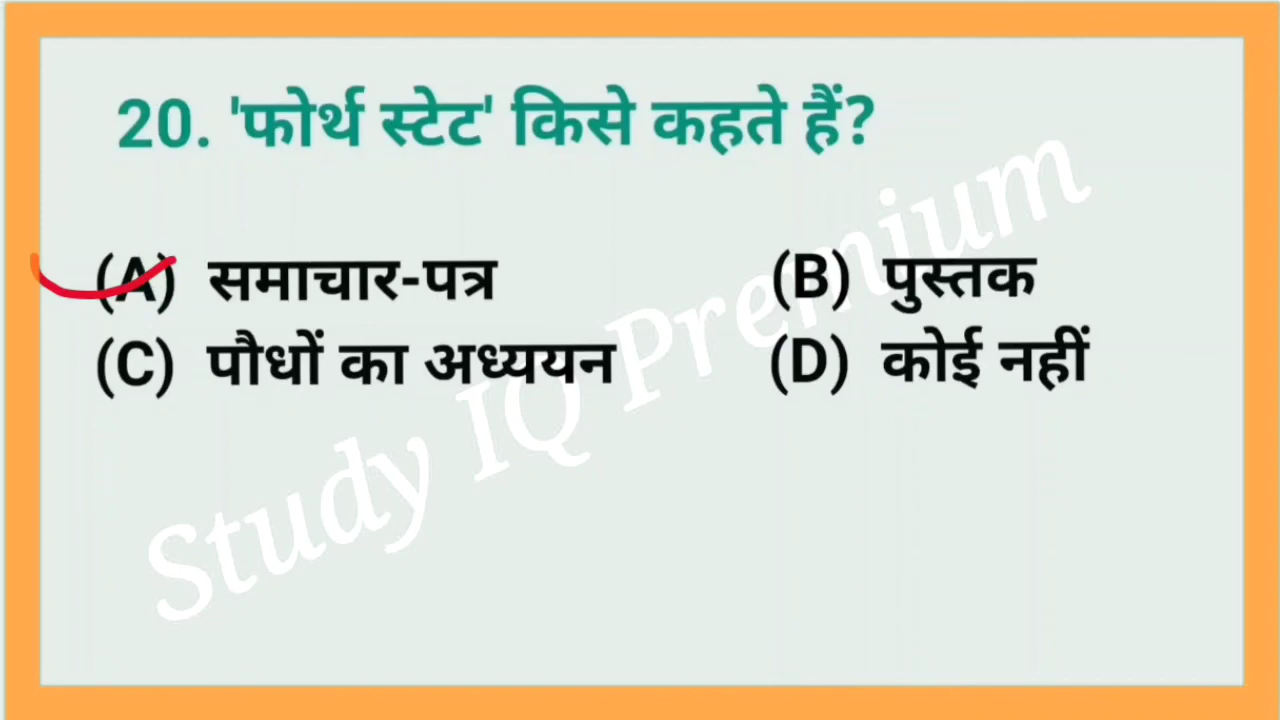 20. 'फोर्थ स्टेट' किसे कहते हैं?
(A) समाचार-पत्र (B) पुस्तक
(C) पौधों का अध्ययन (D) कोई नहीं
Study IQ Premium